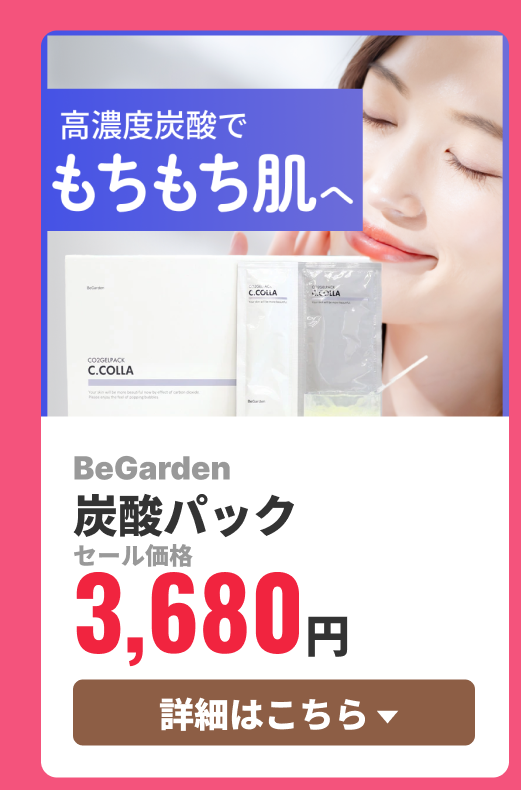 高濃度炭酸で
もちもち肌へ
BeGarden
CO2GELPACK
C.COLLA
C.COLLA
CO2GELPACK
C.COLLA
BeGarden
BeGarden
炭酸パック
セール価格
3,680円
詳細はこちら